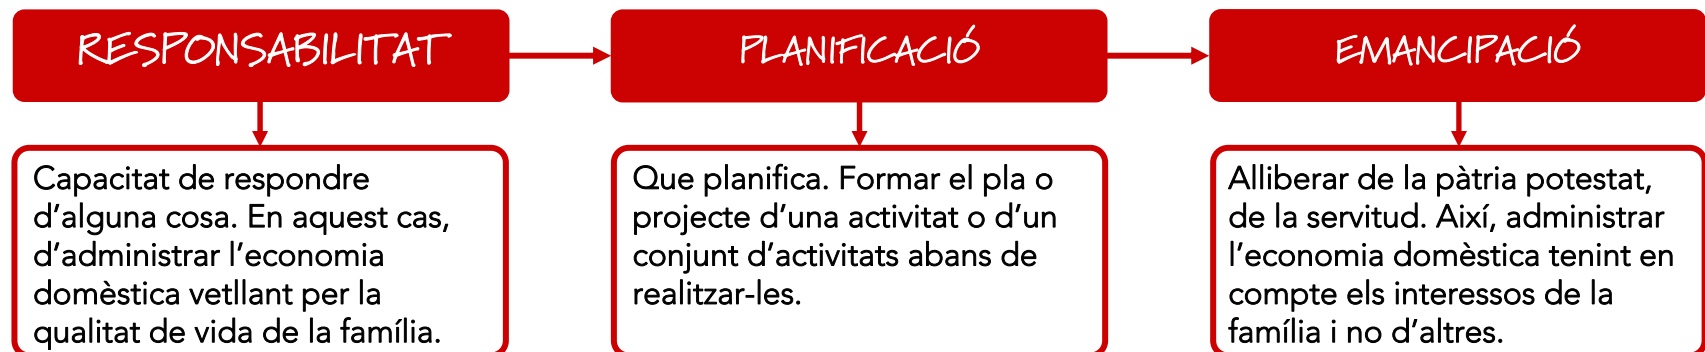 RESPONSABILITAT
Capacitat de respondre
d’alguna cosa. En aquest cas,
d’administrar l’economia
domèstica vetllant per la
qualitat de vida de la família.
PLANIFICACIÓ
Que planifica. Formar el pla o
projecte d’una activitat o d’un
conjunt d’activitats abans de
realitzar-les.
EMANCIPACIÓ
Alliberar de la pàtria potestat,
de la servitud. Així, administrar
l’economia domèstica tenint en
compte els interessos de la
família i no d’altres.